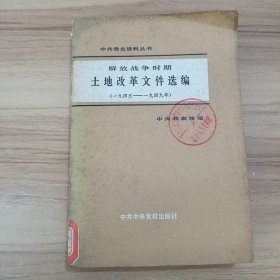 中共党史资料丛书
解放战争时期
土地改革文件选编
(一九四五——一九四九年)
中央档案馆编
中共中央党校出版社